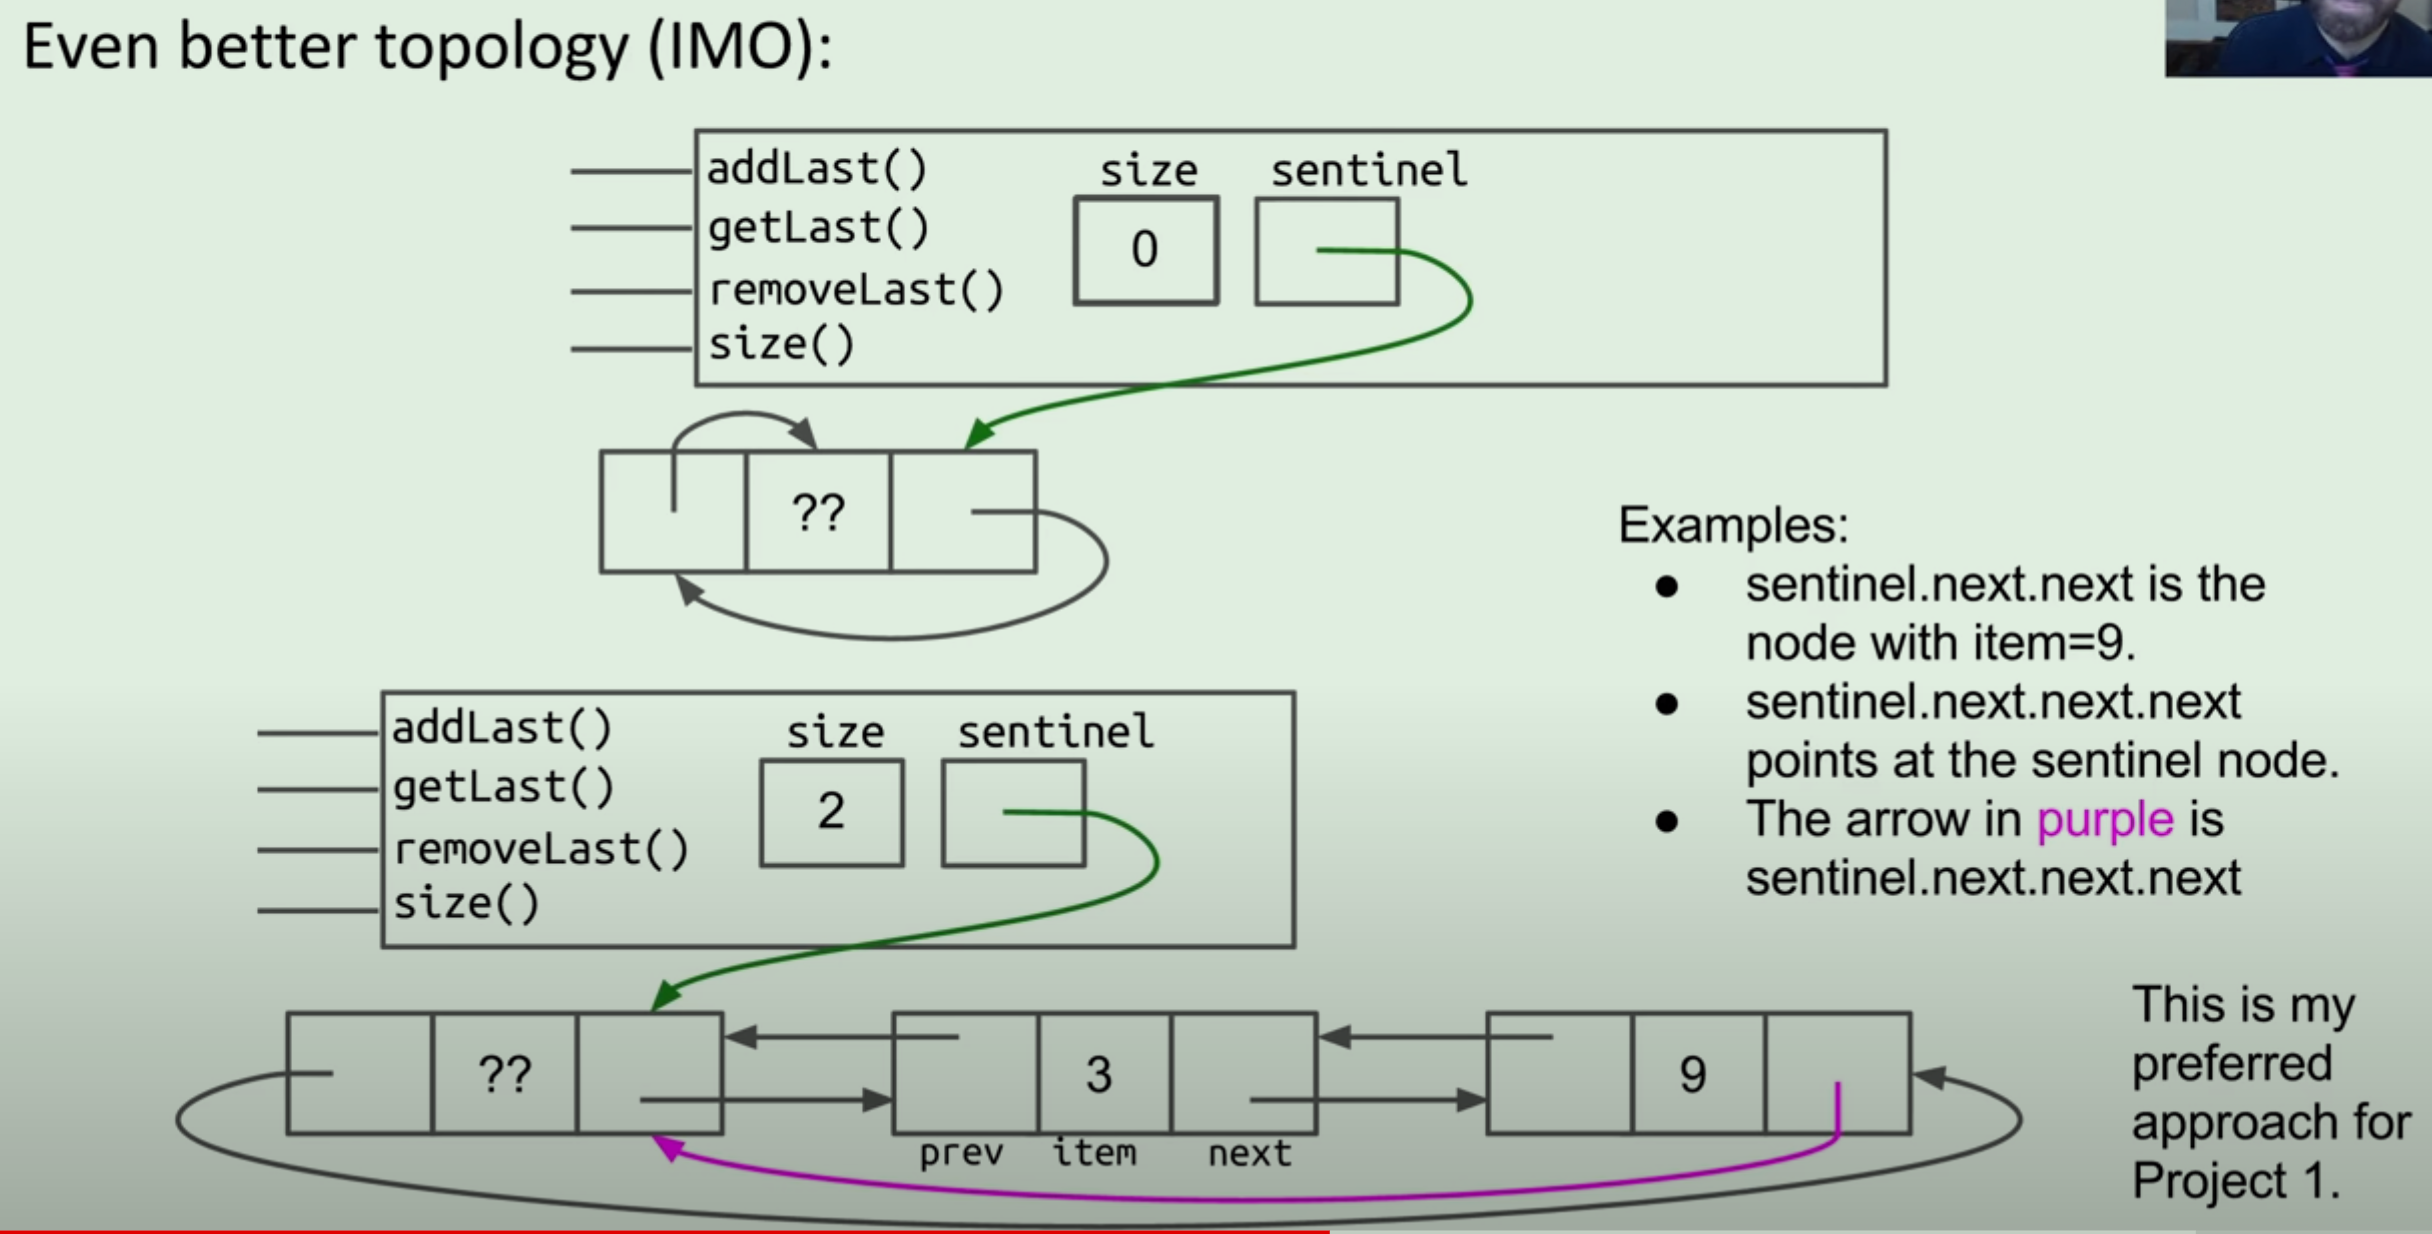 Even better topology (IMO):
addLast()
getLast()
removeLast()
size()
size
sentinel
0
??
Examples:
● sentinel.next.next is the
node with item=9.
● sentinel.next.next.next
points at the sentinel node.
● The arrow in purple is
sentinel.next.next.next
addLast()
getLast()
removeLast()
size()
size
sentinel
2
??
3
9
prev item next
This is my
preferred
approach for
Project 1.